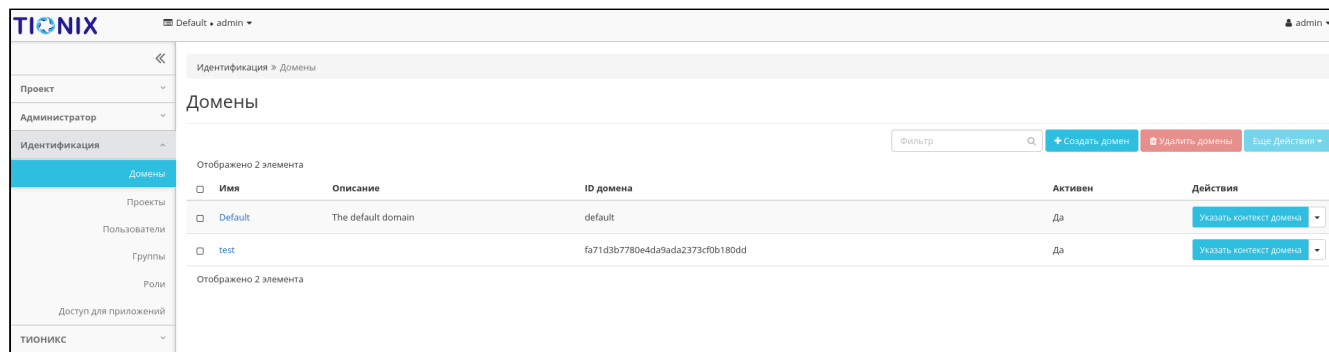 TIONIX Default • admin admin
Идентификация » Домены
Проект
Домены
Администратор
Идентификация
Фильтр Создать домен Удалить домены Еще Действия
Отображено 2 элемента
Домены
Имя Описание ID домена Активен Действия
Проекты
Default The default domain default Да Указать контекст домена
Пользователи
test fa71d3b7780e4da9ada2373cf0b180dd Да Указать контекст домена
Группы
Отображено 2 элемента
Роли
Доступ для приложений
ТИОНИКС